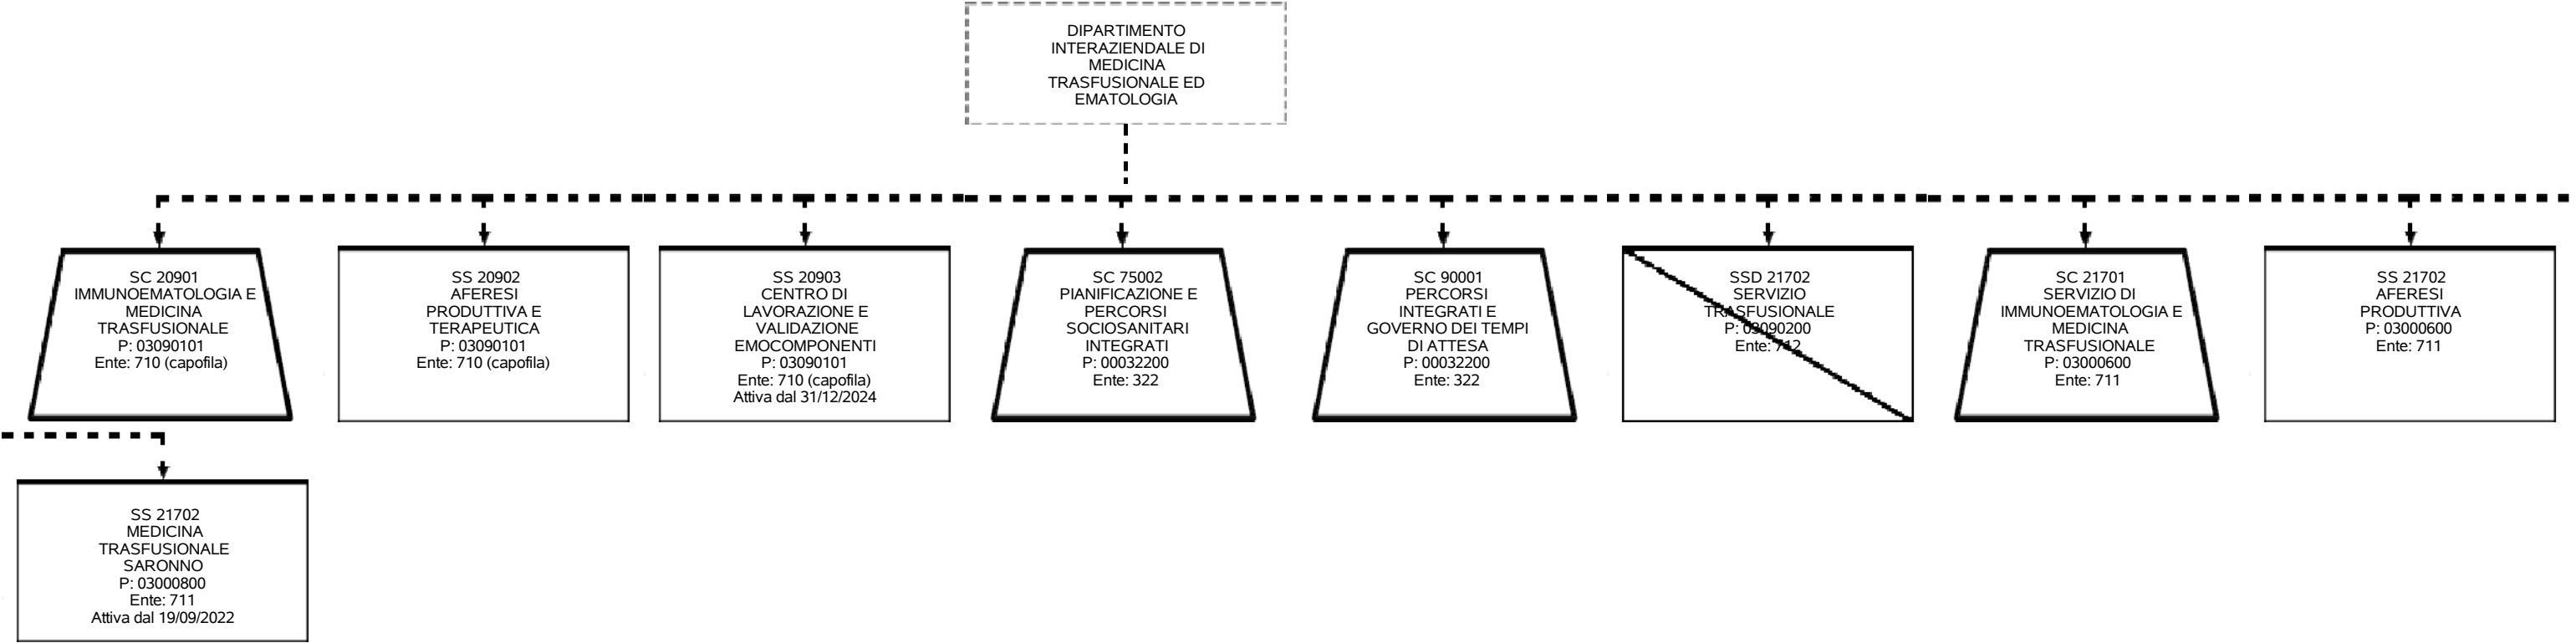 DIPARTIMENTO
INTERAZIENDALE DI
MEDICINA
TRASFUSIONALE ED
EMATOLOGIA
SC 20901
IMMUNOEMATOLOGIA E
MEDICINA
TRASFUSIONALE
P: 03090101
Ente: 710 (capofila)
SS 20902
AFERESI
PRODUTTIVA E
TERAPEUTICA
P: 03090101
Ente: 710 (capofila)
SS 20903
CENTRO DI
LAVORAZIONE E
VALIDAZIONE
EMOCOMPONENTI
P: 03090101
Ente: 710 (capofila)
Attiva dal 31/12/2024
SC 75002
PIANIFICAZIONE E
PERCORSI
SOCIOSANITARI
INTEGRATI
P: 00032200
Ente: 322
SC 90001
PERCORSI
INTEGRATI E
GOVERNO DEI TEMPI
DI ATTESA
P: 00032200
Ente: 322
SSD 21702
SERVIZIO
TRASFUSIONALE
P: 03090200
Ente: 712
SC 21701
SERVIZIO DI
IMMUNOEMATOLOGIA E
MEDICINA
TRASFUSIONALE
P: 03000600
Ente: 711
SS 21702
AFERESI
PRODUTTIVA
P: 03000600
Ente: 711
SS 21702
MEDICINA
TRASFUSIONALE
SARONNO
P: 03000800
Ente: 711
Attiva dal 19/09/2022